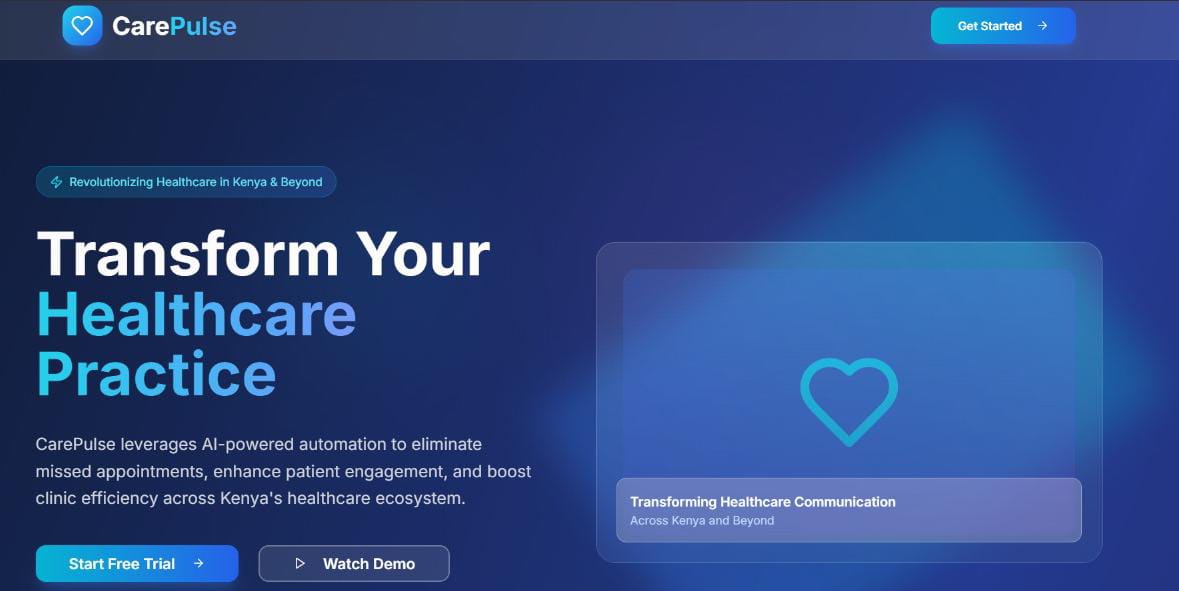 CarePulse
Get Started
Revolutionizing Healthcare in Kenya & Beyond
Transform Your
Healthcare
Practice
CarePulse leverages AI-powered automation to eliminate
missed appointments, enhance patient engagement, and boost
clinic efficiency across Kenya's healthcare ecosystem.
Start Free Trial
Watch Demo
Transforming Healthcare Communication
Across Kenya and Beyond